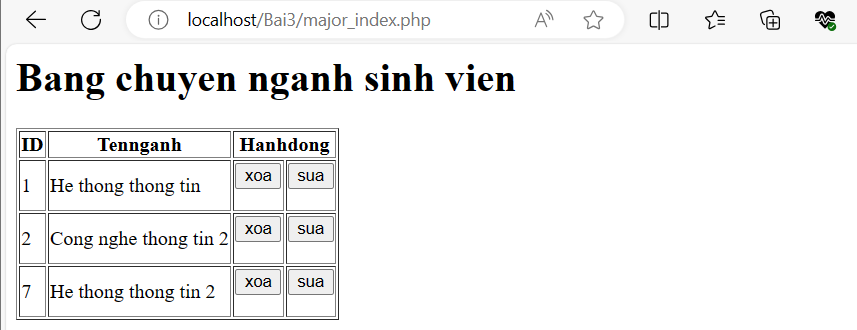 localhost/Bai3/major_index.php
Bang chuyen nganh sinh vien
ID Tennganh Hanhdong
1 He thong thong tin xoa sua
2 Cong nghe thong tin 2 xoa sua
7 He thong thong tin 2 xoa sua